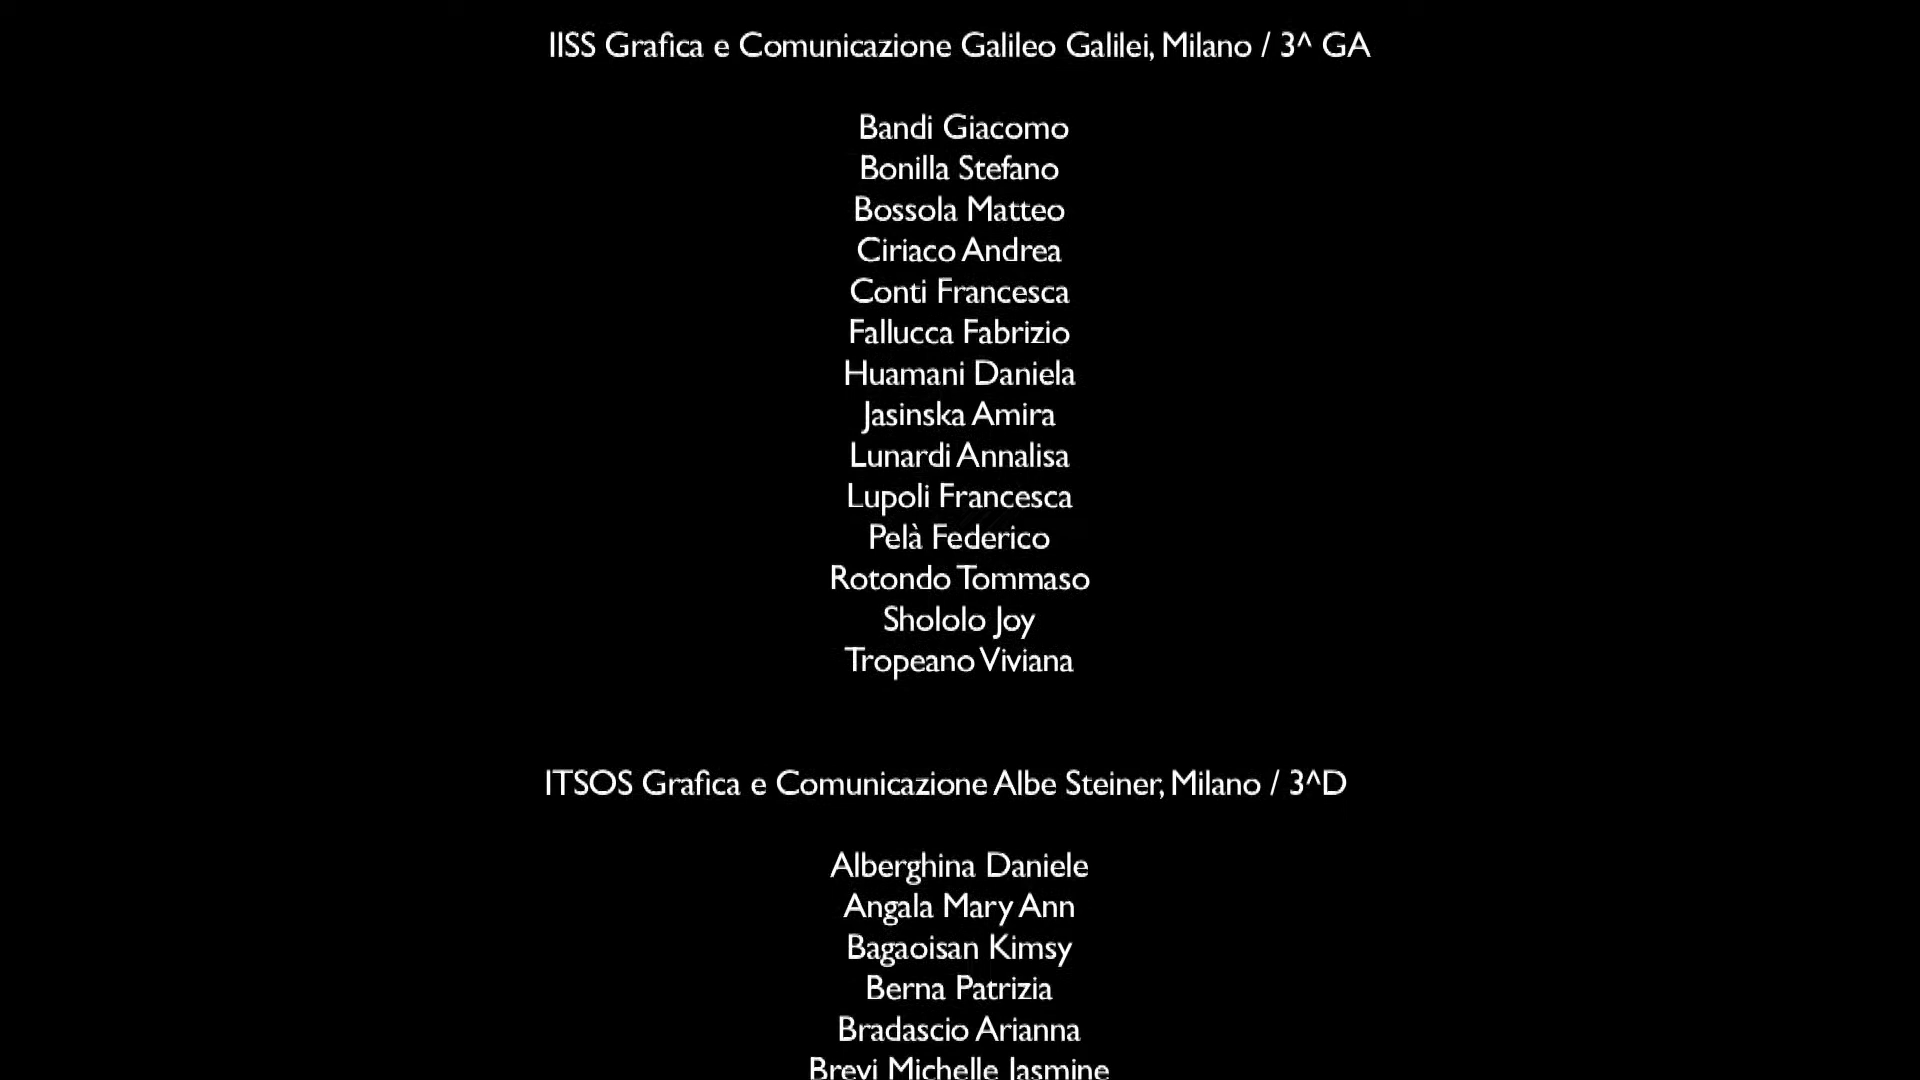 IISS Grafica e Comunicazione Galileo Galilei, Milano / 3^ GA
Bandi Giacomo
Bonilla Stefano
Bossola Matteo
Ciriaco Andrea
Conti Francesca
Fallucca Fabrizio
Huamani Daniela
Jasinska Amira
Lunardi Annalisa
Lupoli Francesca
Pelà Federico
Rotondo Tommaso
Shololo Joy
Tropeano Viviana
ITSOS Grafica e Comunicazione Albe Steiner, Milano / 3^D
Alberghina Daniele
Angala Mary Ann
Bagaoisan Kimsy
Berna Patrizia
Bradascio Arianna
Brevi Michelle Jasmine